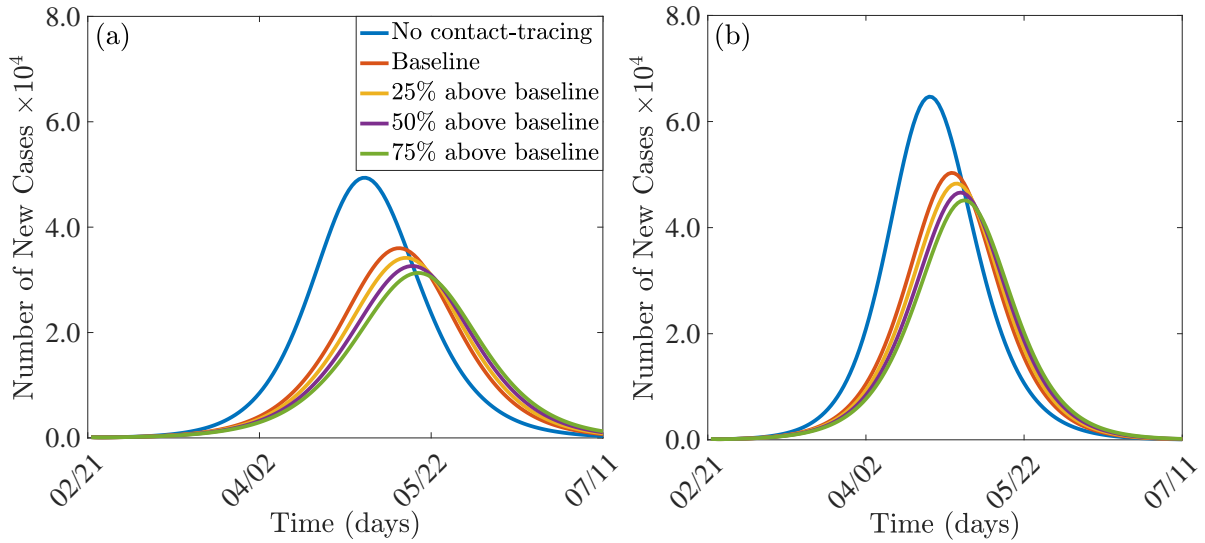 (a)
No contact-tracing
Baseline
25% above baseline
50% above baseline
75% above baseline
8.0
6.0
4.0
2.0
0.0
Number of New Cases ×10⁴
02/21
04/02
05/22
07/11
Time (days)
(b)
8.0
6.0
4.0
2.0
0.0
Number of New Cases ×10⁴
02/21
04/02
05/22
07/11
Time (days)